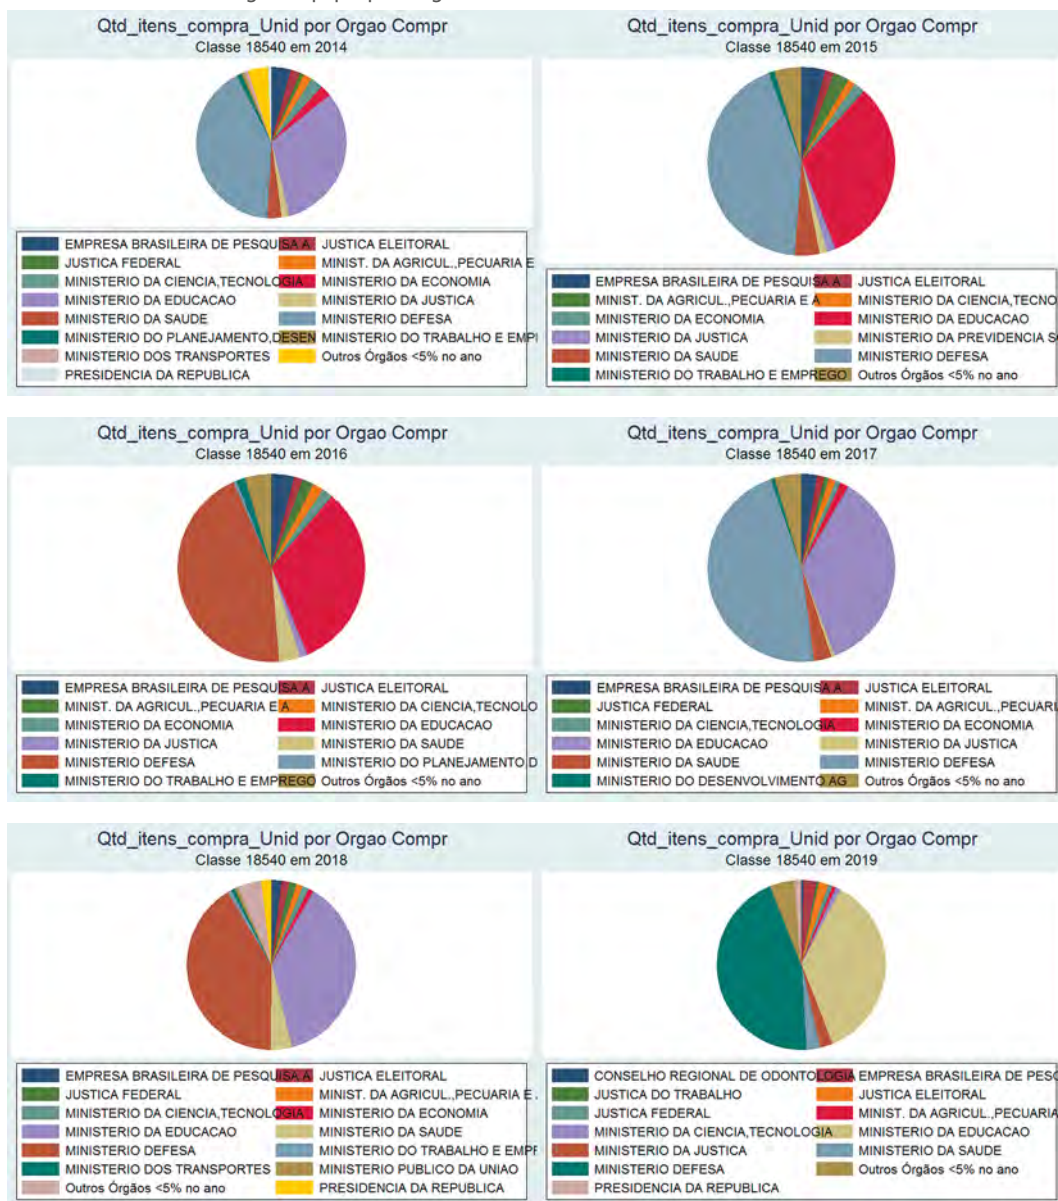 Qtd_itens_compra_Unid por Orgao Compr
Classe 18540 em 2014
EMPRESA BRASILEIRA DE PESQUISA A JUSTICA ELEITORAL
JUSTICA FEDERAL MINIST. DA AGRICUL.,PECUARIA E
MINISTERIO DA CIENCIA,TECNOLOGIA MINISTERIO DA ECONOMIA
MINISTERIO DA EDUCACAO MINISTERIO DA JUSTICA
MINISTERIO DA SAUDE MINISTERIO DEFESA
MINISTERIO DO PLANEJAMENTO,DESEN MINISTERIO DO TRABALHO E EMP
MINISTERIO DOS TRANSPORTES Outros Órgãos <5% no ano
PRESIDENCIA DA REPUBLICA
Qtd_itens_compra_Unid por Orgao Compr
Classe 18540 em 2015
EMPRESA BRASILEIRA DE PESQUISA A JUSTICA ELEITORAL
MINIST. DA AGRICUL.,PECUARIA E A MINISTERIO DA CIENCIA,TECNO
MINISTERIO DA ECONOMIA MINISTERIO DA EDUCACAO
MINISTERIO DA JUSTICA MINISTERIO DA PREVIDENCIA S
MINISTERIO DA SAUDE MINISTERIO DEFESA
MINISTERIO DO TRABALHO E EMPREGO Outros Órgãos <5% no ano
Qtd_itens_compra_Unid por Orgao Compr
Classe 18540 em 2016
EMPRESA BRASILEIRA DE PESQUISA A JUSTICA ELEITORAL
MINIST. DA AGRICUL.,PECUARIA E A MINISTERIO DA CIENCIA,TECNOLO
MINISTERIO DA ECONOMIA MINISTERIO DA EDUCACAO
MINISTERIO DA JUSTICA MINISTERIO DA SAUDE
MINISTERIO DEFESA MINISTERIO DO PLANEJAMENTO,D
MINISTERIO DO TRABALHO E EMPREGO Outros Órgãos <5% no ano
Qtd_itens_compra_Unid por Orgao Compr
Classe 18540 em 2017
EMPRESA BRASILEIRA DE PESQUISA A JUSTICA ELEITORAL
JUSTICA FEDERAL MINIST. DA AGRICUL.,PECUARI
MINISTERIO DA CIENCIA,TECNOLOGIA MINISTERIO DA ECONOMIA
MINISTERIO DA EDUCACAO MINISTERIO DA JUSTICA
MINISTERIO DA SAUDE MINISTERIO DEFESA
MINISTERIO DO DESENVOLVIMENTO AG Outros Órgãos <5% no ano
Qtd_itens_compra_Unid por Orgao Compr
Classe 18540 em 2018
EMPRESA BRASILEIRA DE PESQUISA A JUSTICA ELEITORAL
JUSTICA FEDERAL MINIST. DA AGRICUL.,PECUARIA E
MINISTERIO DA CIENCIA,TECNOLOGIA MINISTERIO DA ECONOMIA
MINISTERIO DA EDUCACAO MINISTERIO DA SAUDE
MINISTERIO DEFESA MINISTERIO DO TRABALHO E EMP
MINISTERIO DOS TRANSPORTES MINISTERIO PUBLICO DA UNIAO
Outros Órgãos <5% no ano PRESIDENCIA DA REPUBLICA
Qtd_itens_compra_Unid por Orgao Compr
Classe 18540 em 2019
CONSELHO REGIONAL DE ODONTOLOGIA EMPRESA BRASILEIRA DE PESQ
JUSTICA DO TRABALHO JUSTICA ELEITORAL
JUSTICA FEDERAL MINIST. DA AGRICUL.,PECUARIA
MINISTERIO DA CIENCIA,TECNOLOGIA MINISTERIO DA EDUCACAO
MINISTERIO DA JUSTICA MINISTERIO DA SAUDE
MINISTERIO DEFESA Outros Órgãos <5% no ano
PRESIDENCIA DA REPUBLICA